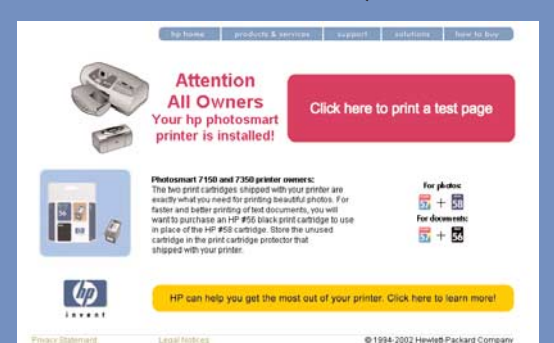 hp home products & services support solutions how to buy
Attention
All Owners
Your hp photosmart
printer is installed!
Click here to print a test page
Photosmart 7150 and 7350 printer owners:
The two print cartridges shipped with your printer are
exactly what you need for printing beautiful photos. For
faster and better printing of text documents, you will
want to purchase an HP #56 black print cartridge to use
in place of the HP #58 cartridge. Store the unused
cartridge in the print cartridge protector that
shipped with your printer.
For photos:
57 + 58
For documents:
57 + 56
56
hp
invent
HP can help you get the most out of your printer. Click here to learn more!
Privacy Statement Legal Notices © 1994-2002 Hewlett-Packard Company